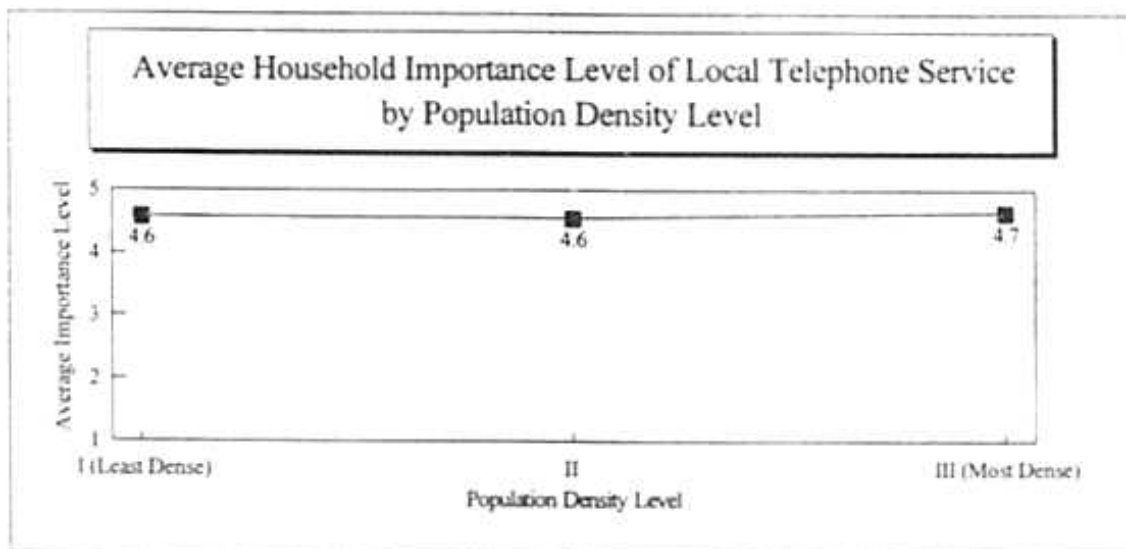 Average Household Importance Level of Local Telephone Service
by Population Density Level
Average Importance Level
5
4
3
2
1
4.6
4.6
4.7
I (Least Dense)
II
III (Most Dense)
Population Density Level